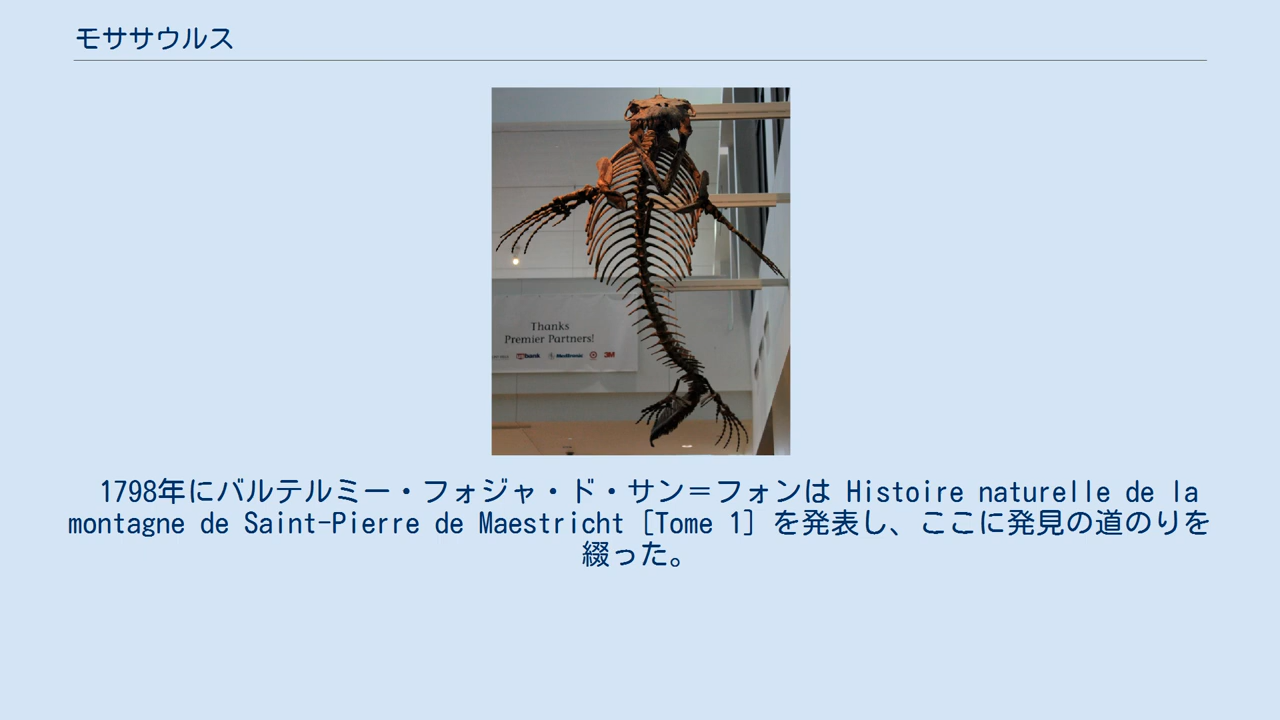 モササウルス
Thanks
Premier Partners!
usbank Medtronic 3M
1798年にバルテルミー・フォジャ・ド・サン＝フォンは Histoire naturelle de la
montagne de Saint-Pierre de Maestricht [Tome 1] を発表し、ここに発見の道のりを
綴った。